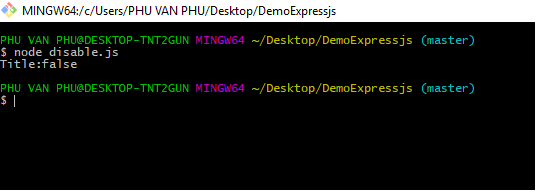 MINGW64:/c/Users/PHU VAN PHU/Desktop/DemoExpressjs
PHU VAN PHU@DESKTOP-TNT2GUN MINGW64 ~/Desktop/DemoExpressjs (master)
$ node disable.js
Title:false
PHU VAN PHU@DESKTOP-TNT2GUN MINGW64 ~/Desktop/DemoExpressjs (master)
$